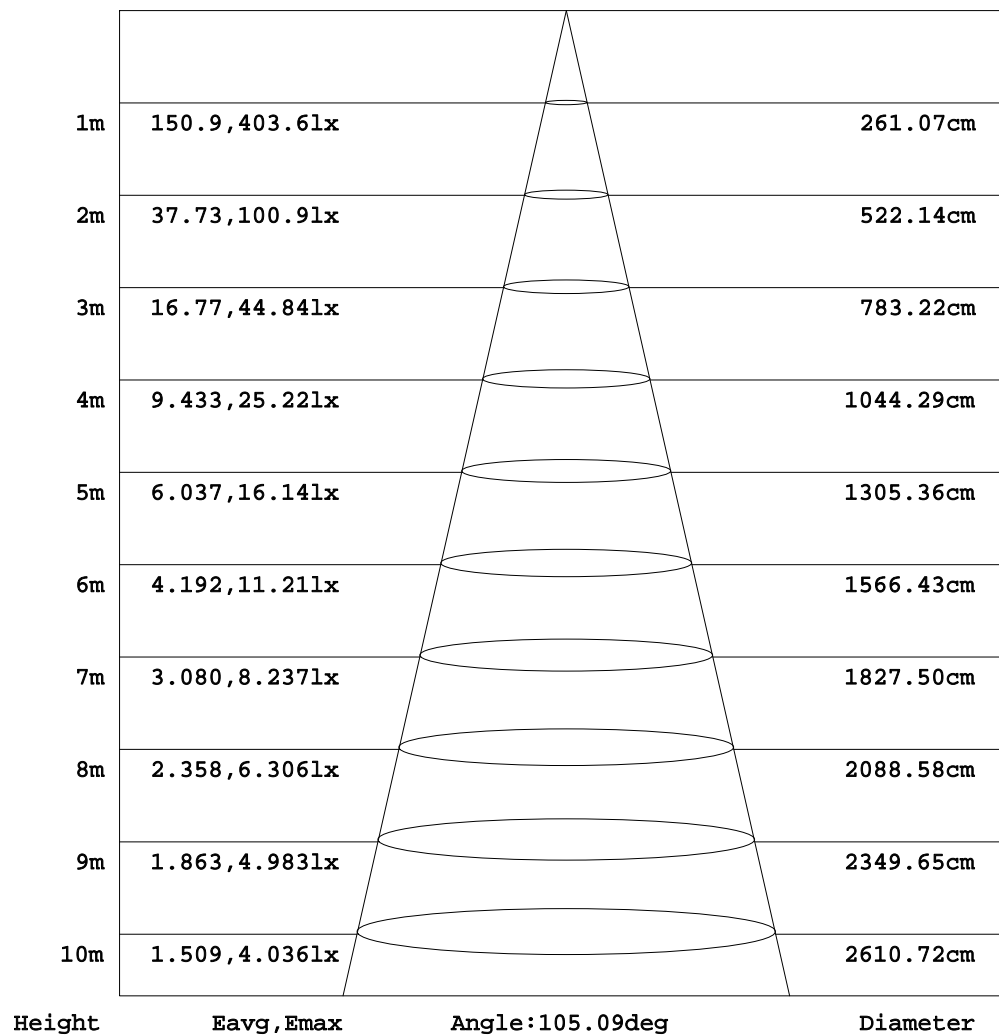 1m 150.9,403.6lx 261.07cm
2m 37.73,100.9lx 522.14cm
3m 16.77,44.84lx 783.22cm
4m 9.433,25.22lx 1044.29cm
5m 6.037,16.14lx 1305.36cm
6m 4.192,11.21lx 1566.43cm
7m 3.080,8.237lx 1827.50cm
8m 2.358,6.306lx 2088.58cm
9m 1.863,4.983lx 2349.65cm
10m 1.509,4.036lx 2610.72cm
Height Eavg,Emax Angle:105.09deg Diameter